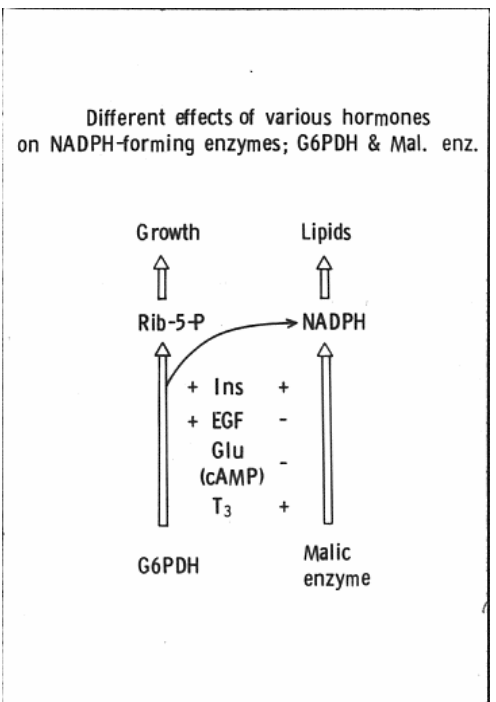 Different effects of various hormones
on NADPH-forming enzymes; G6PDH & Mal. enz.
Growth Lipids
Rib-5-P NADPH
+ Ins +
+ EGF -
Glu
(cAMP) -
T₃ +
G6PDH Malic
enzyme